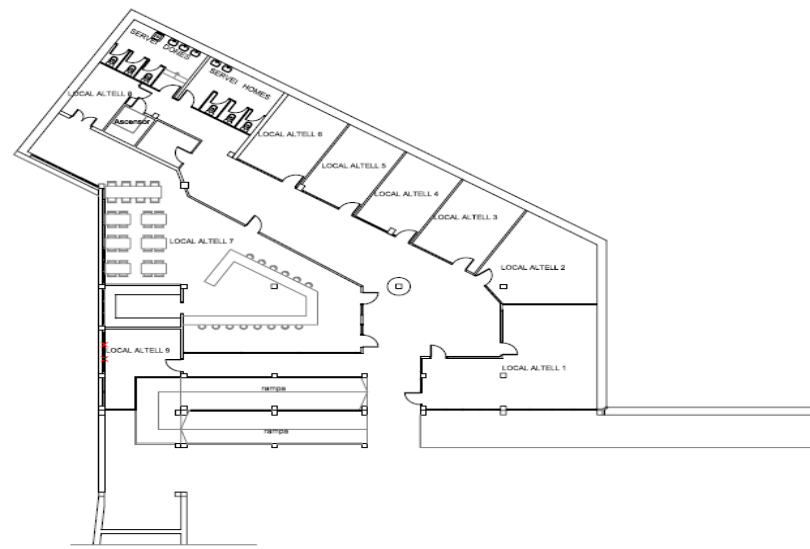 SERVEI DONES
SERVEI HOMES
LOCAL ALTELL 8
Ascensor
LOCAL ALTELL 6
LOCAL ALTELL 5
LOCAL ALTELL 4
LOCAL ALTELL 3
LOCAL ALTELL 7
LOCAL ALTELL 2
LOCAL ALTELL 9
LOCAL ALTELL 1
rampa
rampa